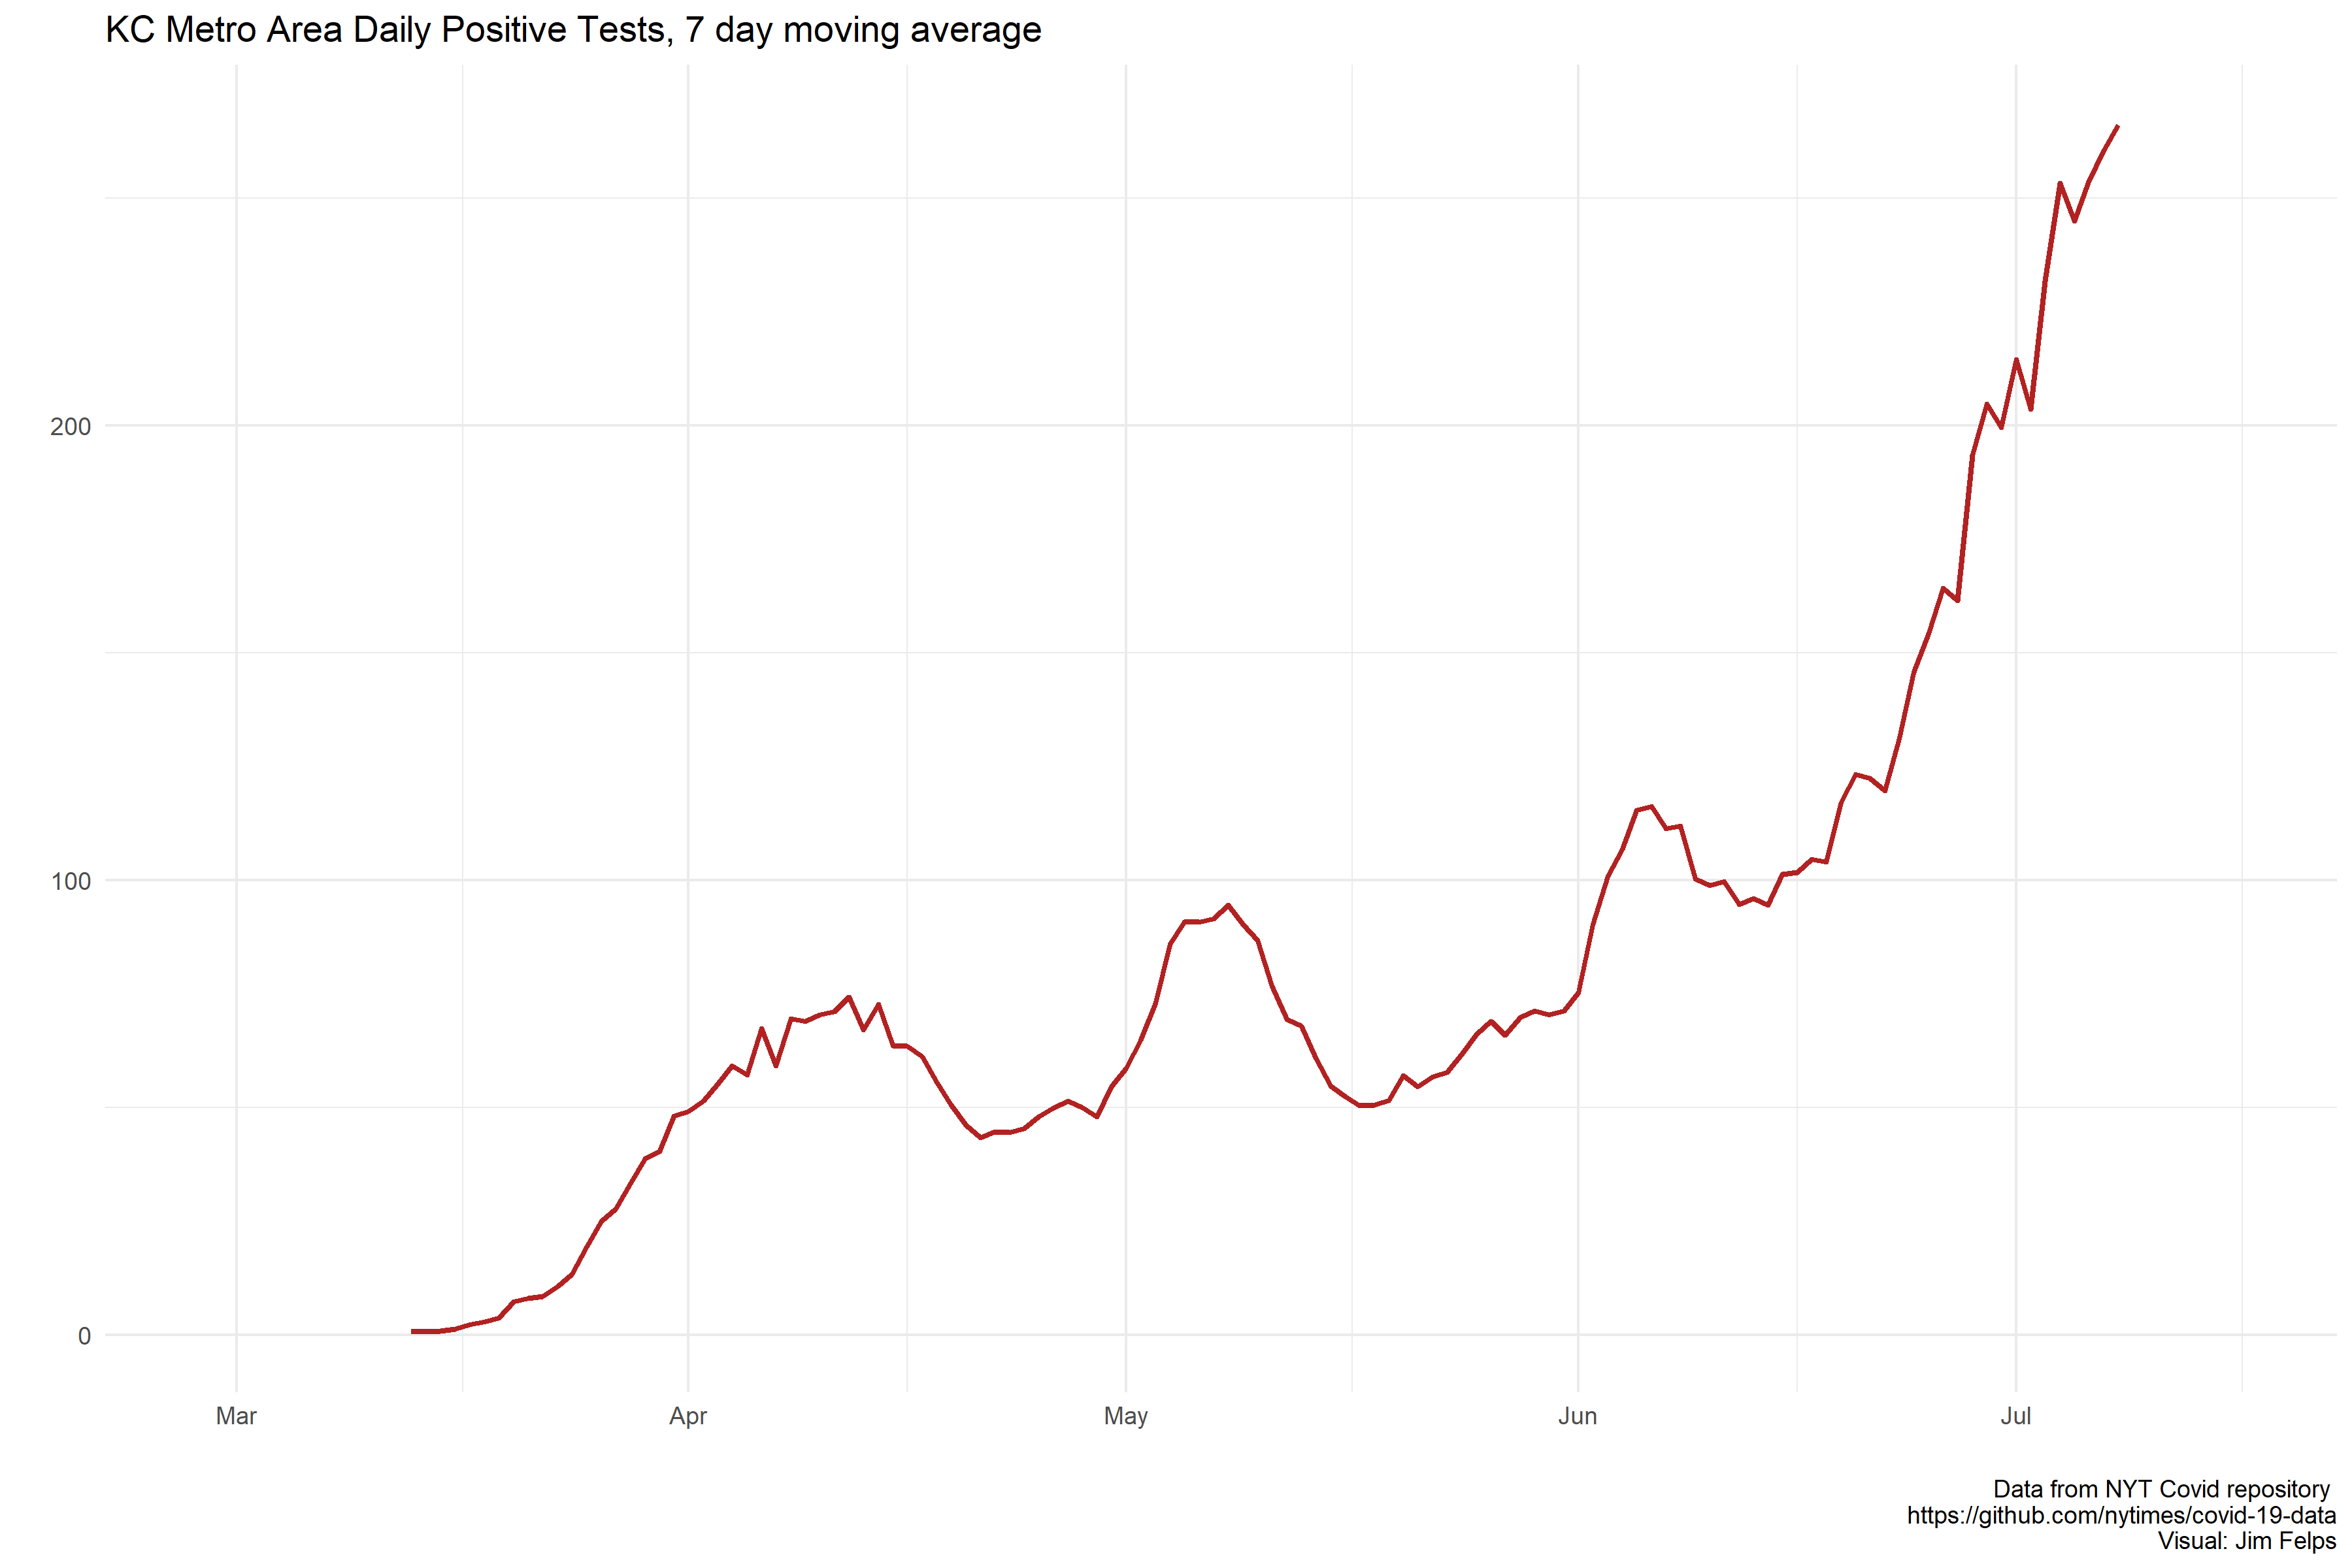 KC Metro Area Daily Positive Tests, 7 day moving average
200
100
0
Mar Apr May Jun Jul
Data from NYT Covid repository
https://github.com/nytimes/covid-19-data
Visual: Jim Felps